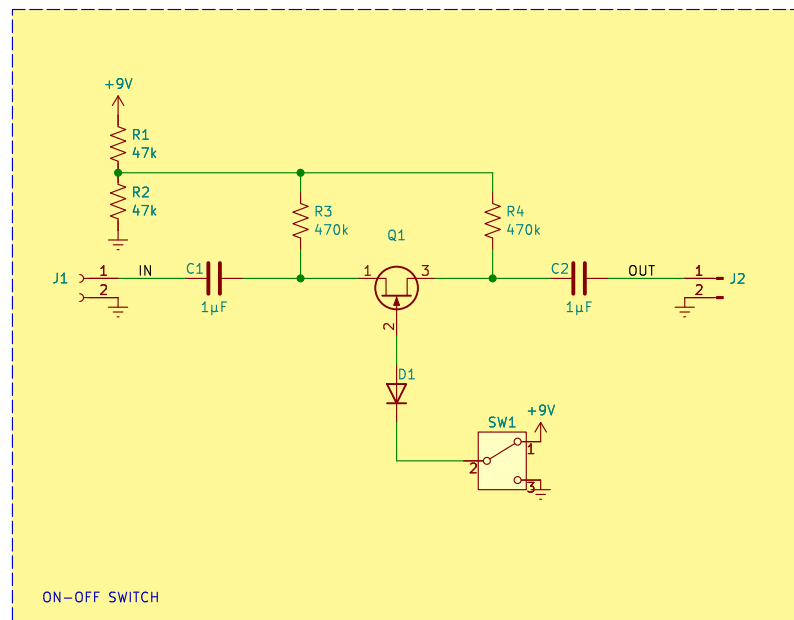 +9V
R1
47k
R2
47k
R3
470k
R4
470k
Q1
J1
1
IN
C1
1
3
C2
OUT
1
J2
2
2
1µF
1µF
2
D1
+9V
SW1
1
2
3
ON-OFF SWITCH